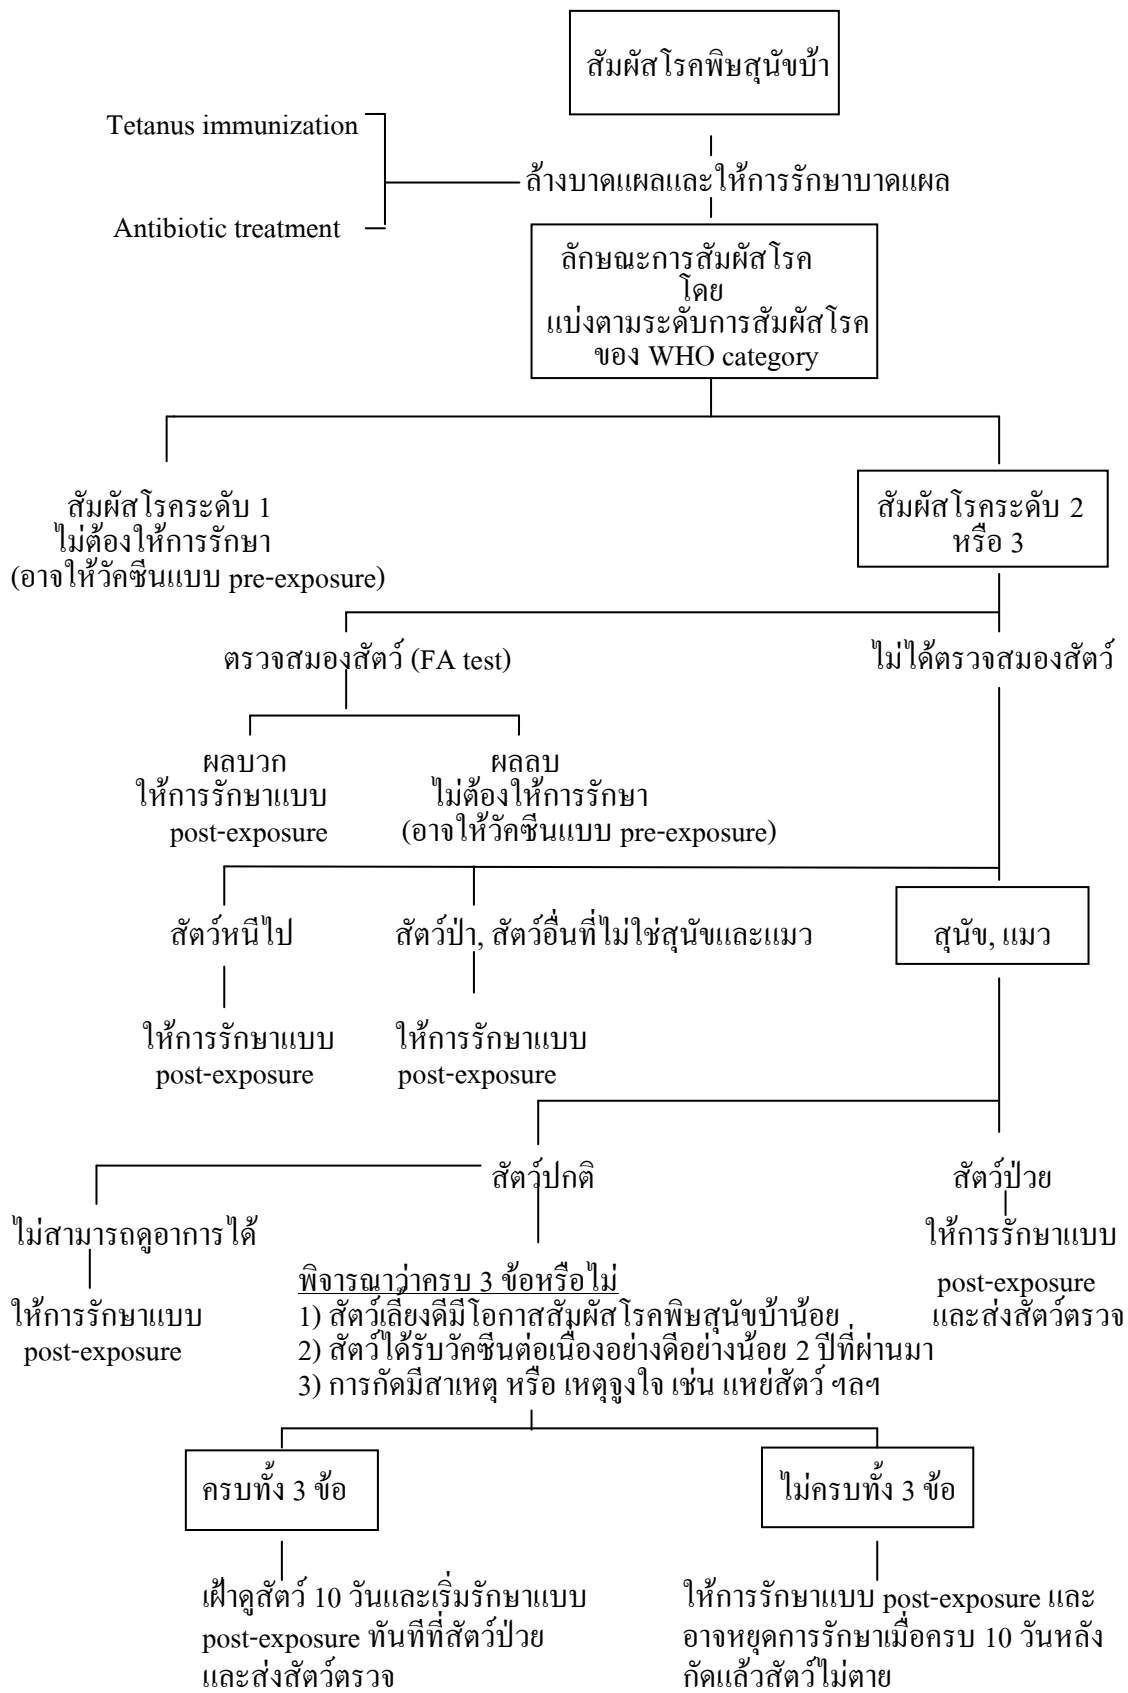 สัมผัสโรคพิษสุนัขบ้า
Tetanus immunization
ล้างบาดแผลและให้การรักษาบาดแผล
Antibiotic treatment
ลักษณะการสัมผัสโรค
โดย
แบ่งตามระดับการสัมผัสโรค
ของ WHO category
สัมผัสโรคระดับ 1
ไม่ต้องให้การรักษา
(อาจให้วัคซีนแบบ pre-exposure)
สัมผัสโรคระดับ 2
หรือ 3
ตรวจสมองสัตว์ (FA test)
ไม่ได้ตรวจสมองสัตว์
ผลบวก
ให้การรักษาแบบ
post-exposure
ผลลบ
ไม่ต้องให้การรักษา
(อาจให้วัคซีนแบบ pre-exposure)
สัตว์หนีไป
สัตว์ป่า, สัตว์อื่นที่ไม่ใช่สุนัขและแมว
สุนัข, แมว
ให้การรักษาแบบ
post-exposure
ให้การรักษาแบบ
post-exposure
สัตว์ปกติ
สัตว์ป่วย
ไม่สามารถดูอาการได้
ให้การรักษาแบบ
post-exposure
และส่งสัตว์ตรวจ
ให้การรักษาแบบ
post-exposure
พิจารณาว่าครบ 3 ข้อหรือไม่
1) สัตว์เลี้ยงดีมีโอกาสสัมผัสโรคพิษสุนัขบ้าน้อย
2) สัตว์ได้รับวัคซีนต่อเนื่องอย่างดีอย่างน้อย 2 ปีที่ผ่านมา
3) การกัดมีสาเหตุ หรือ เหตุจูงใจ เช่น แหย่สัตว์ ฯลฯ
ครบทั้ง 3 ข้อ
ไม่ครบทั้ง 3 ข้อ
เฝ้าดูสัตว์ 10 วันและเริ่มรักษาแบบ
post-exposure ทันทีที่สัตว์ป่วย
และส่งสัตว์ตรวจ
ให้การรักษาแบบ post-exposure และ
อาจหยุดการรักษาเมื่อครบ 10 วันหลัง
กัดแล้วสัตว์ไม่ตาย